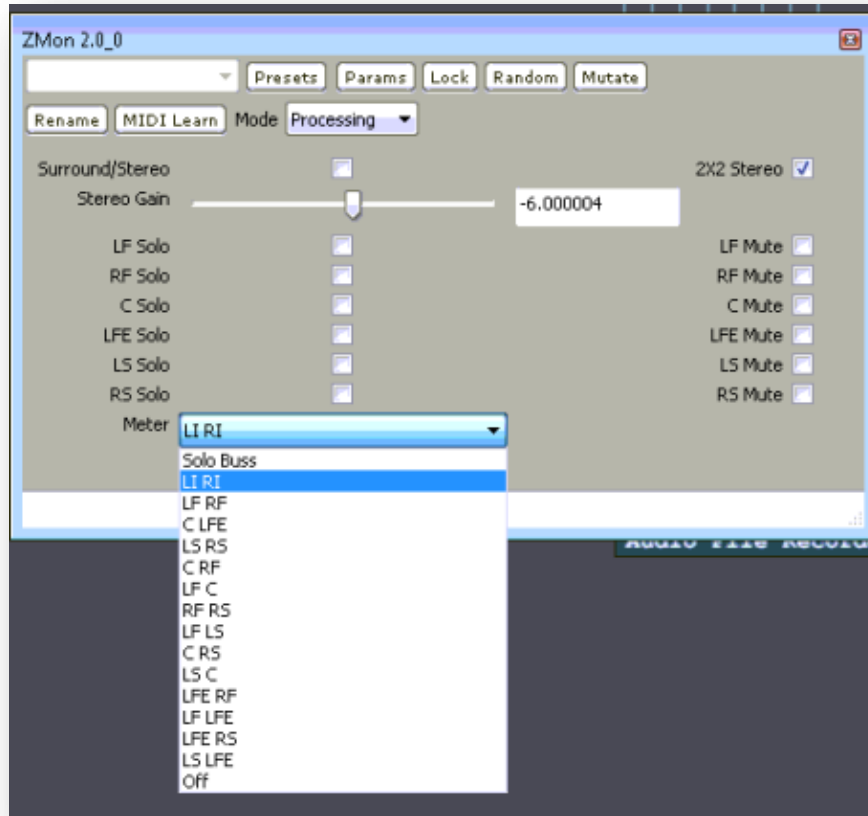 ZMon 2.0_0
Presets Params Lock Random Mutate
Rename MIDI Learn Mode Processing
Surround/Stereo 2X2 Stereo
Stereo Gain -6.000004
LF Solo LF Mute
RF Solo RF Mute
C Solo C Mute
LFE Solo LFE Mute
LS Solo LS Mute
RS Solo RS Mute
Meter LI RI
Solo Buss
LI RI
LF RF
C LFE
LS RS
C RF
LF C
RF RS
LF LS
C RS
LS C
LFE RF
LF LFE
LFE RS
LS LFE
Off
Audio File Record